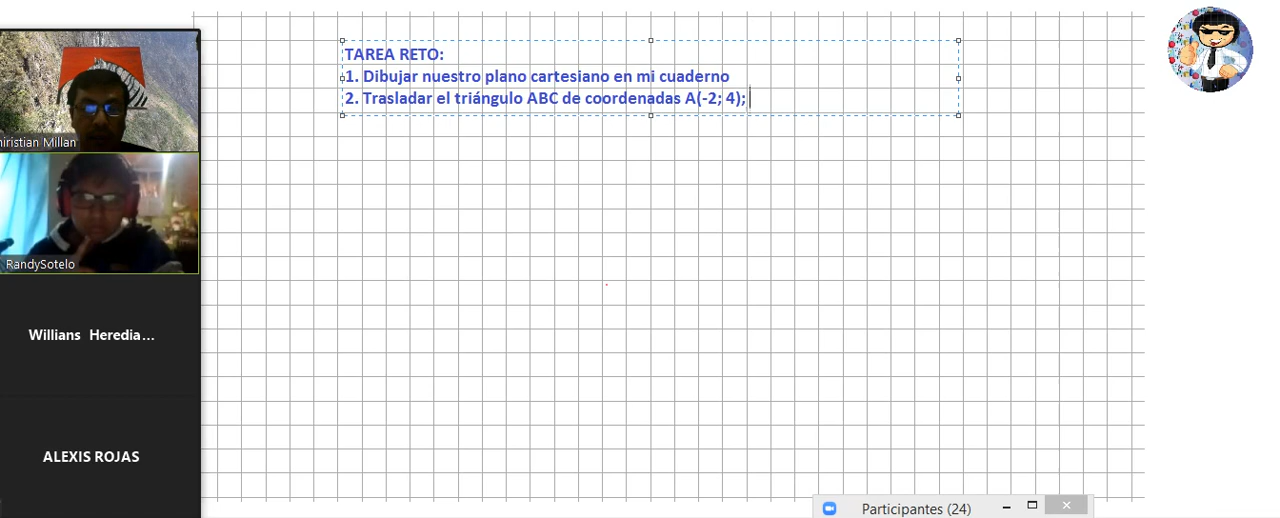 TAREA RETO:
1. Dibujar nuestro plano cartesiano en mi cuaderno
2. Trasladar el triángulo ABC de coordenadas A(-2; 4);
hiristian Millan
RandySotelo
Willians Heredia...
ALEXIS ROJAS
Participantes (24)